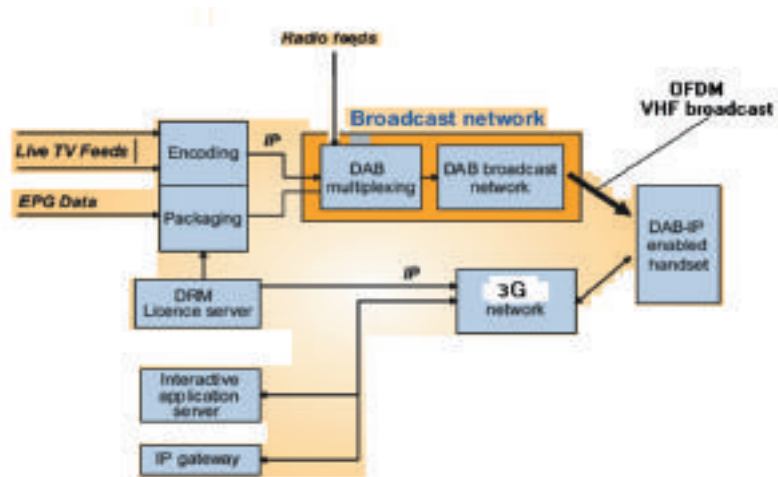 Radio feeds
OFDM
VHF broadcast
Broadcast network
IP
Live TV Feeds
Encoding
DAB
multiplexing
DAB broadcast
network
EPG Data
Packaging
DAB-IP
enabled
handset
DRM
Licence server
IP
3G
network
Interactive
application
server
IP gateway